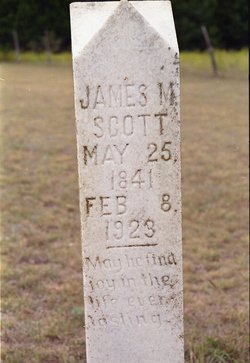 JAMES M
SCOTT
MAY 25,
1841
FEB 8.
1923
May he find
joy in the
life ever
lasting.